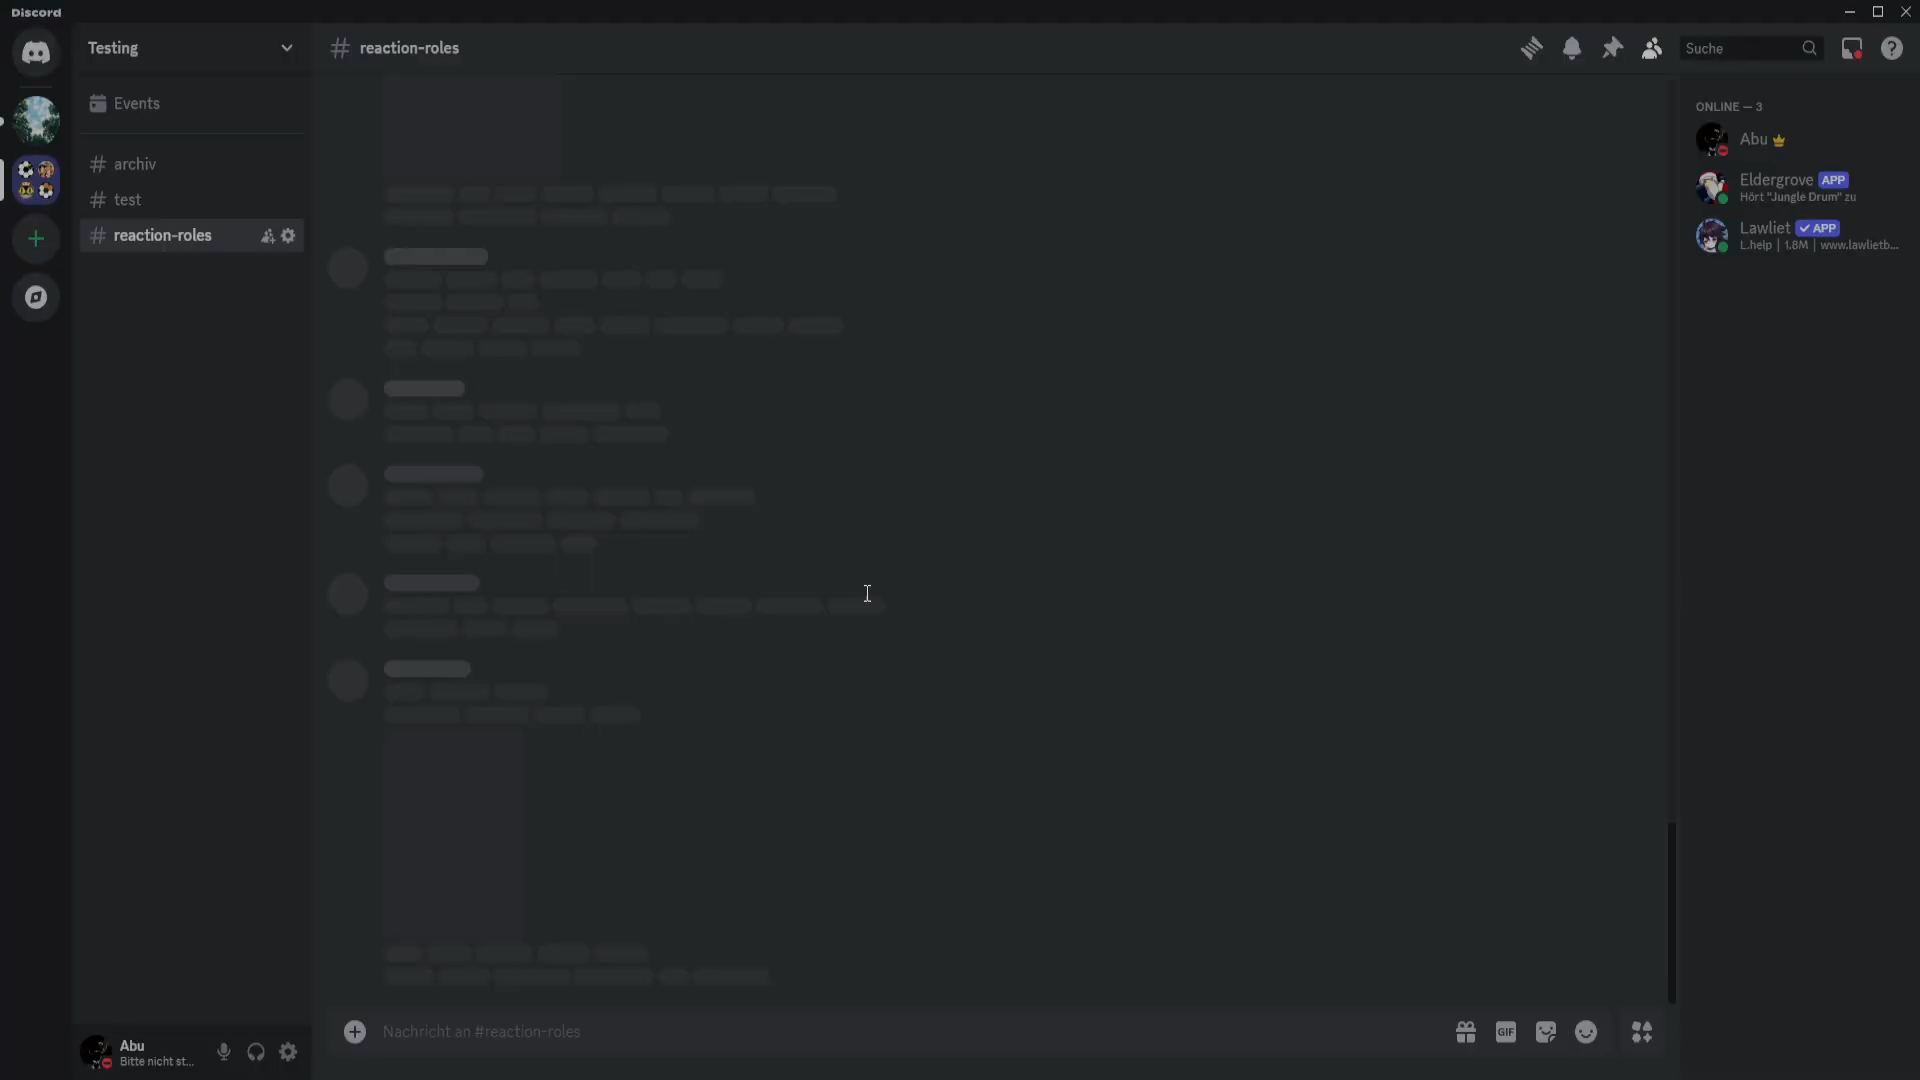 Discord
Testing
reaction-roles
Suche
Events
archiv
test
reaction-roles
ONLINE — 3
Abu
Eldergrove APP
Hört "Jungle Drum" zu
Lawliet APP
L.help | 1.8M | www.lawlietb...
Nachricht an #reaction-roles
GIF
Abu
Bitte nicht st...